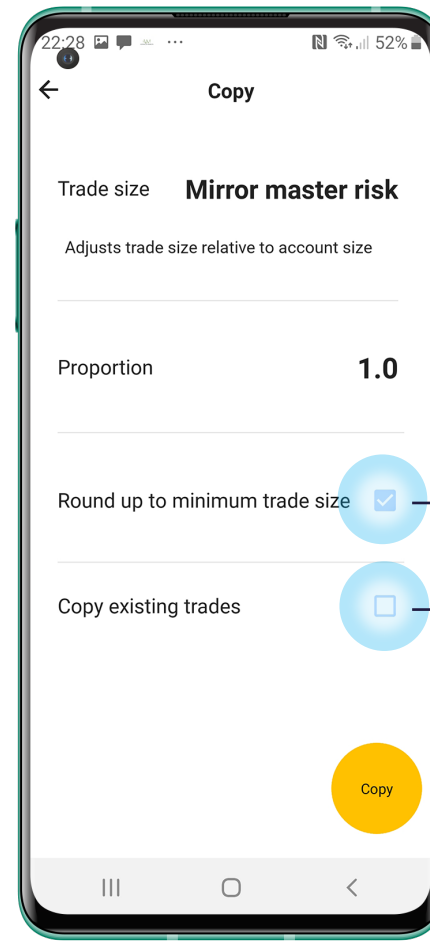 22:28 52%
Copy
Trade size Mirror master risk
Adjusts trade size relative to account size
Proportion 1.0
Round up to minimum trade size
Copy existing trades
Copy